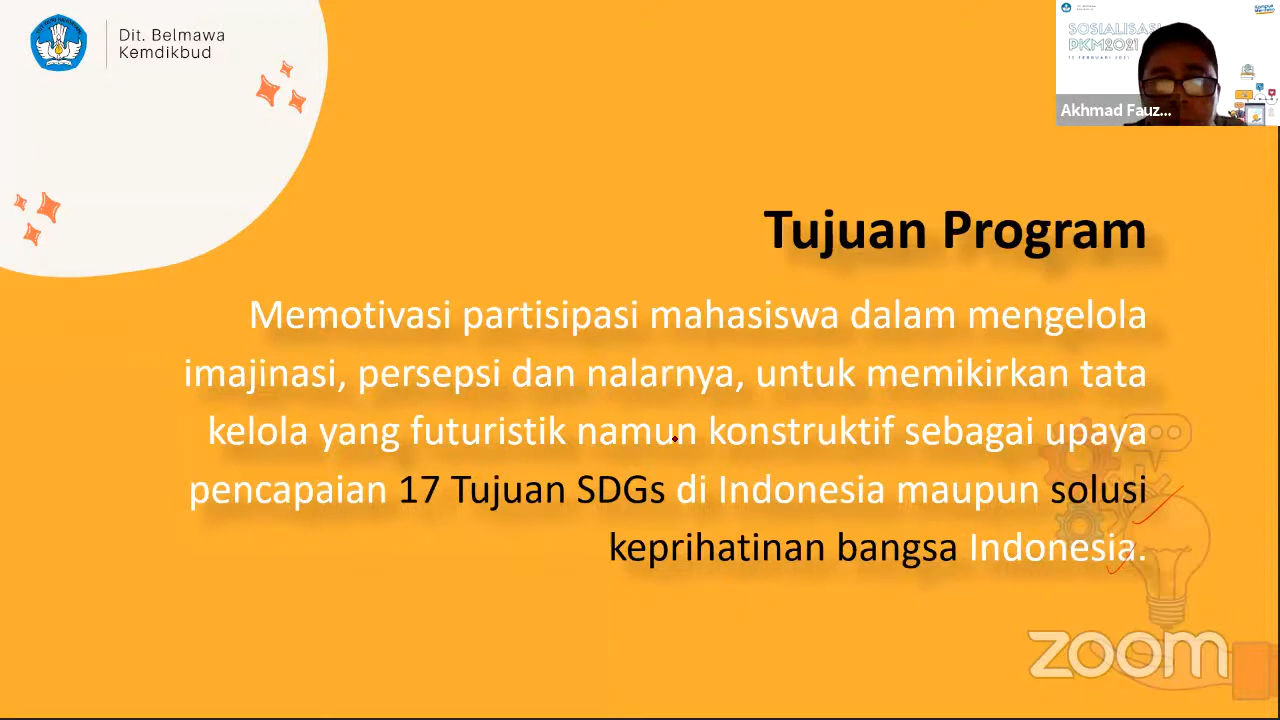 Dit. Belmawa
Kemdikbud
SOSIALISASI
PKM2021
Akhmad Fauz...
Tujuan Program
Memotivasi partisipasi mahasiswa dalam mengelola
imajinasi, persepsi dan nalarnya, untuk memikirkan tata
kelola yang futuristik namun konstruktif sebagai upaya
pencapaian 17 Tujuan SDGs di Indonesia maupun solusi
keprihatinan bangsa Indonesia.
zoom